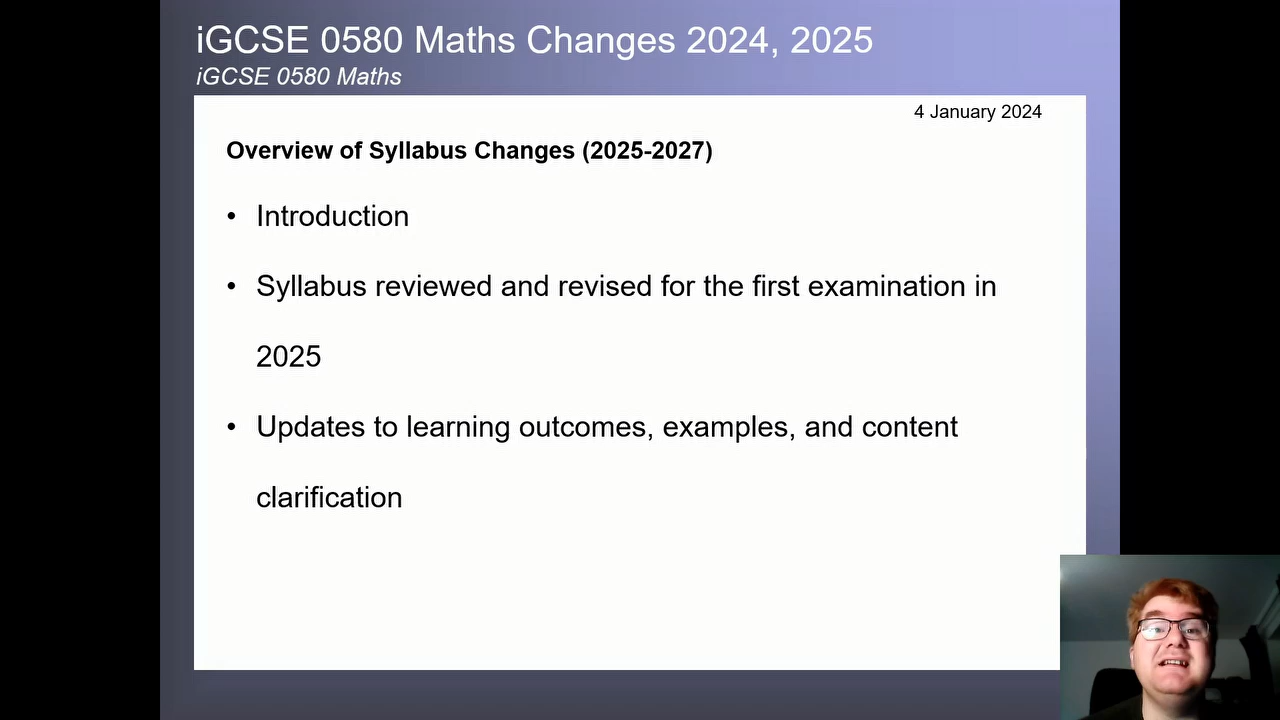 iGCSE 0580 Maths Changes 2024, 2025
iGCSE 0580 Maths
4 January 2024
Overview of Syllabus Changes (2025-2027)
• Introduction
• Syllabus reviewed and revised for the first examination in
2025
• Updates to learning outcomes, examples, and content
clarification